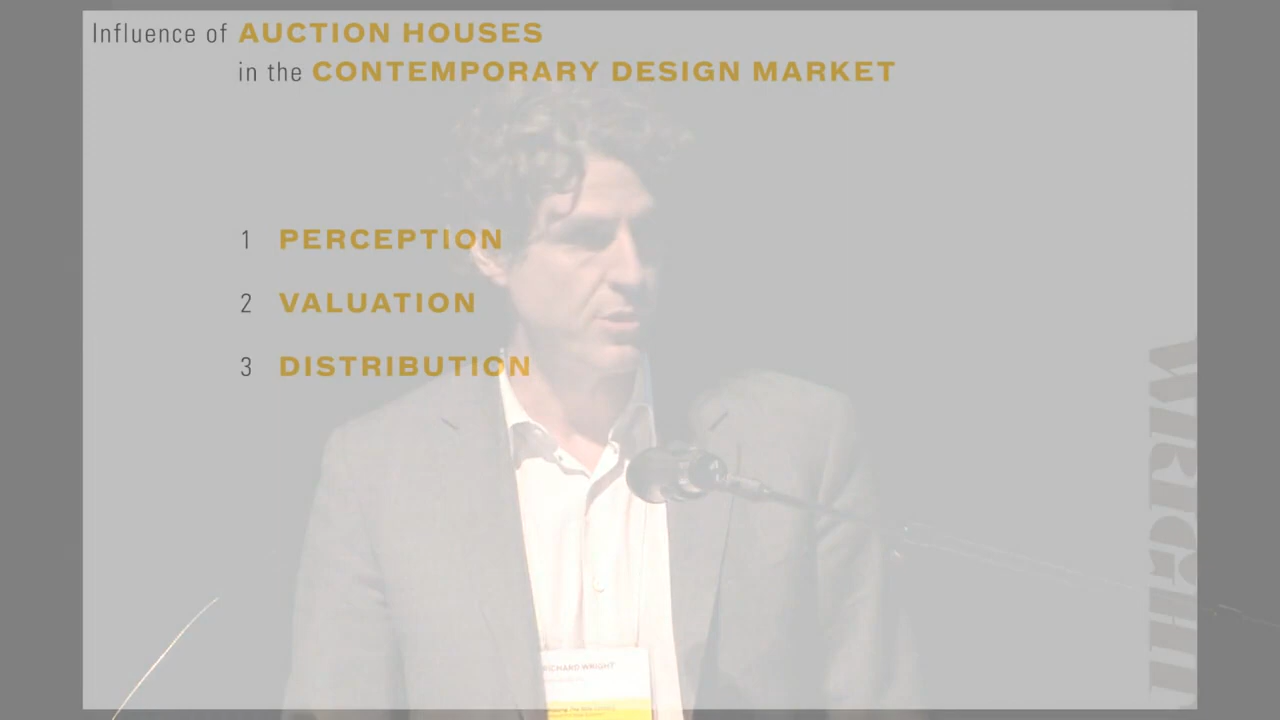 Influence of AUCTION HOUSES
in the CONTEMPORARY DESIGN MARKET
1 PERCEPTION
2 VALUATION
3 DISTRIBUTION
WRIGHT
RICHARD WRIGHT